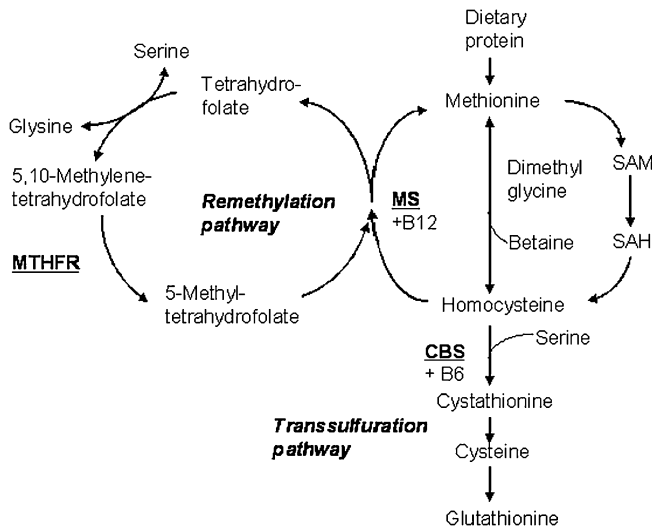 Dietary
protein
Serine
Tetrahydro-
folate
Methionine
Glysine
5,10-Methylene-
tetrahydrofolate
Dimethyl
glycine
SAM
Remethylation
pathway
MS
+B12
Betaine
SAH
MTHFR
5-Methyl-
tetrahydrofolate
Homocysteine
CBS
+ B6
Serine
Cystathionine
Transsulfuration
pathway
Cysteine
Glutathionine